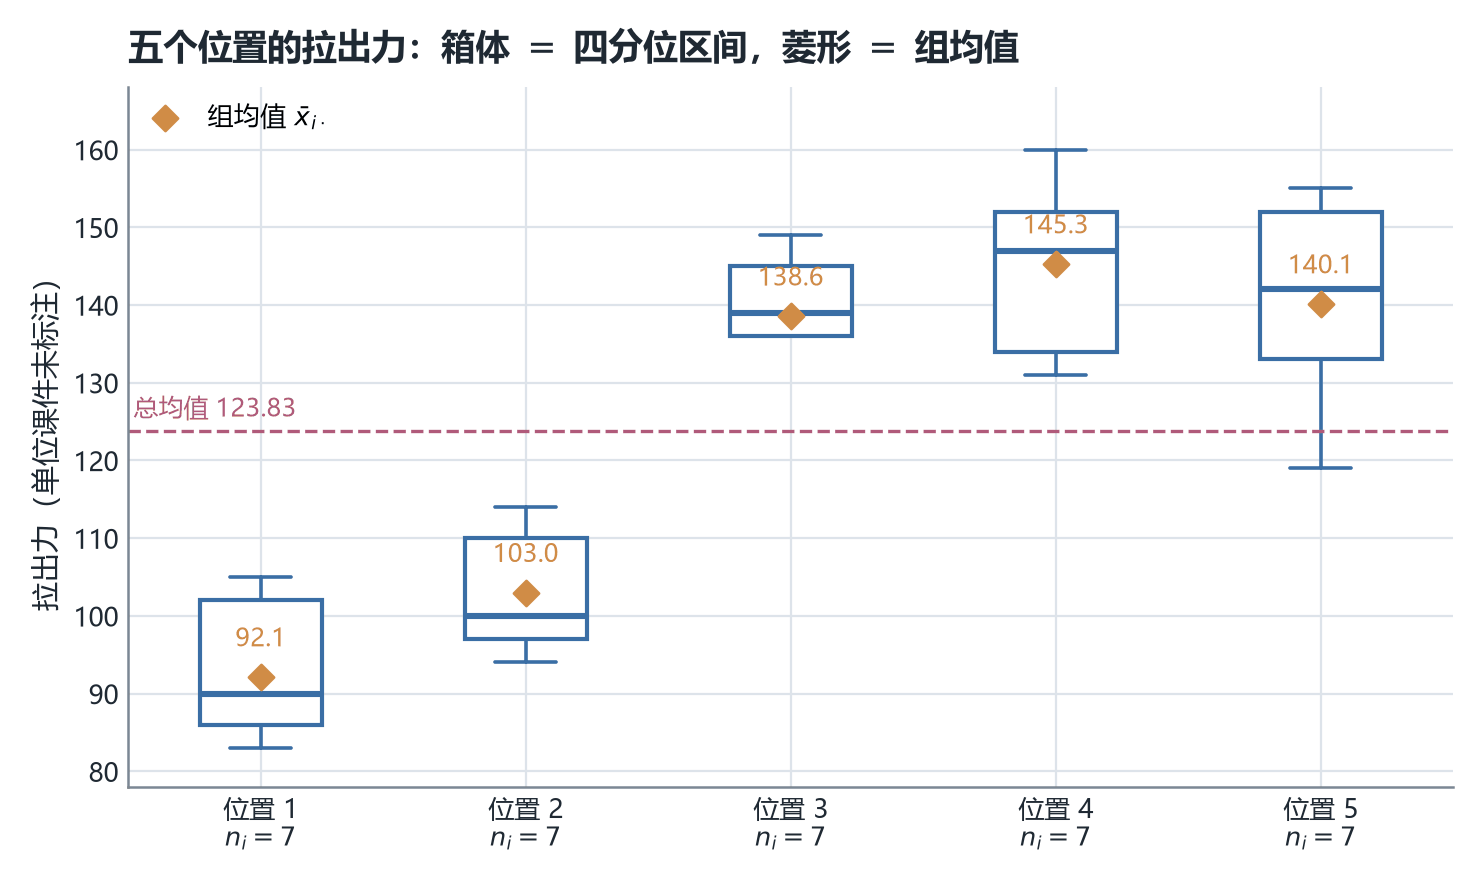 五个位置的拉出力：箱体 = 四分位区间，菱形 = 组均值
组均值 x̄ᵢ.
拉出力（单位课件未标注）
160
150
140
130
120
110
100
90
80
总均值 123.83
92.1
103.0
138.6
145.3
140.1
位置 1
nᵢ = 7
位置 2
nᵢ = 7
位置 3
nᵢ = 7
位置 4
nᵢ = 7
位置 5
nᵢ = 7